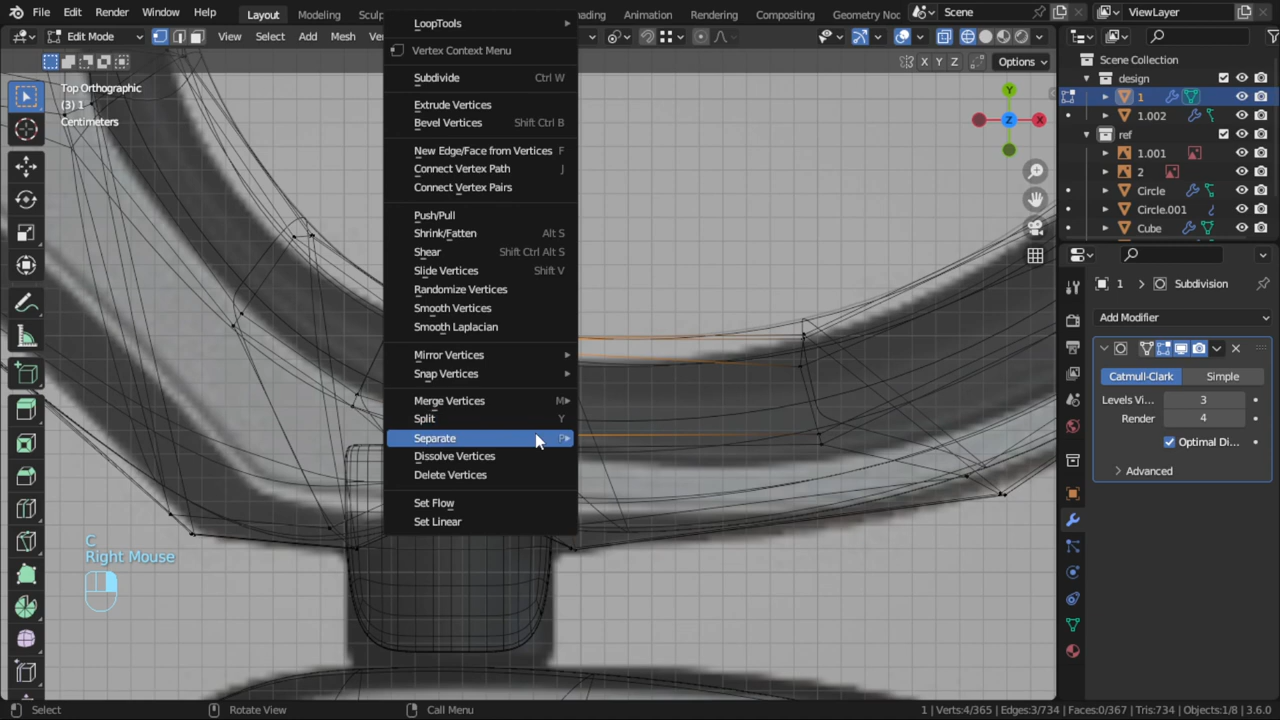 File Edit Render Window Help Layout Modeling Sculp ading Animation Rendering Compositing Geometry Noc Scene ViewLayer
Edit Mode View Select Add Mesh Ve
X Y Z Options
Top Orthographic
(3) 1
Centimeters
LoopTools
Vertex Context Menu
Subdivide Ctrl W
Extrude Vertices
Bevel Vertices Shift Ctrl B
New Edge/Face from Vertices F
Connect Vertex Path J
Connect Vertex Pairs
Push/Pull
Shrink/Fatten Alt S
Shear Shift Ctrl Alt S
Slide Vertices Shift V
Randomize Vertices
Smooth Vertices
Smooth Laplacian
Mirror Vertices
Snap Vertices
Merge Vertices M
Split Y
Separate P
Dissolve Vertices
Delete Vertices
Set Flow
Set Linear
C
Right Mouse
Y
Z
X
Scene Collection
design
1
1.002
ref
1.001
2
Circle
Circle.001
Cube
1 Subdivision
Add Modifier
Catmull-Clark Simple
Levels Vi... 3
Render 4
Optimal Di...
Advanced
Select Rotate View Call Menu 1 | Verts:4/365 | Edges:3/734 | Faces:0/367 | Tris:734 | Objects:1/8 | 3.6.0